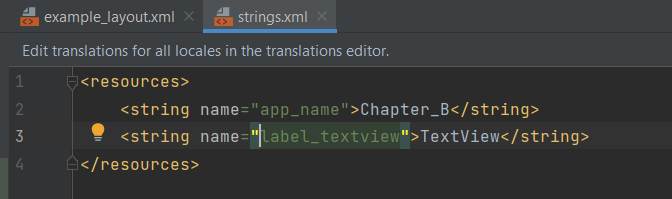 example_layout.xml strings.xml
Edit translations for all locales in the translations editor.
1 <resources>
2 <string name="app_name">Chapter_B</string>
3 <string name="label_textview">TextView</string>
4 </resources>